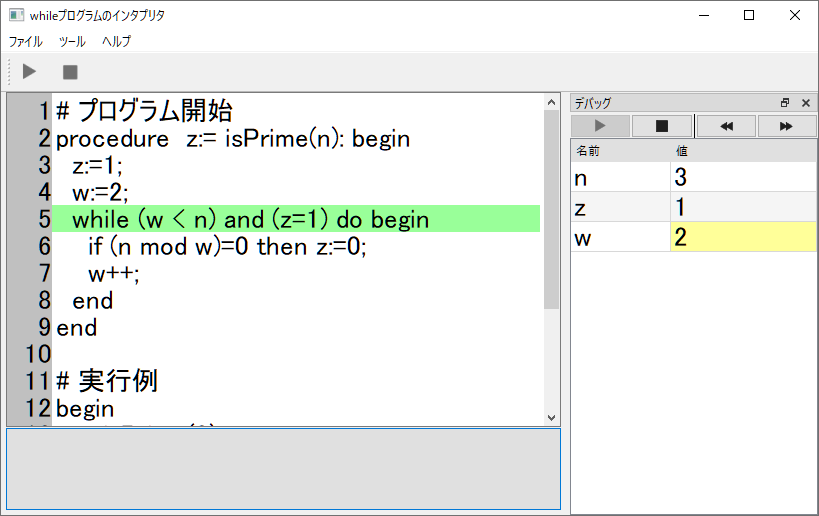 whileプログラムのインタプリタ
ファイル ツール ヘルプ
1 # プログラム開始
2 procedure z:= isPrime(n): begin
3 z:=1;
4 w:=2;
5 while (w < n) and (z=1) do begin
6 if (n mod w)=0 then z:=0;
7 w++;
8 end
9 end
10
11 # 実行例
12 begin
デバッグ
名前 値
n 3
z 1
w 2